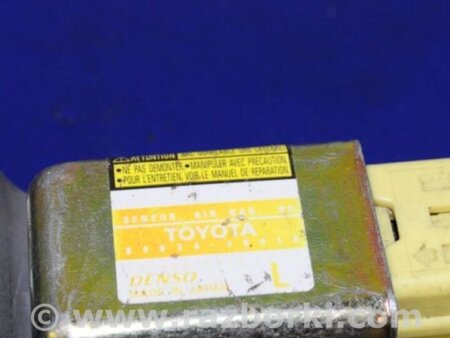 ATTENTION
•NE PAS DEMONTER •MANIPULER AVEC PRECAUTION
•POUR L'ENTRETIEN, VOIR LE MANUEL DE REPARATION.
SENSOR, AIR BAG
TOYOTA
DENSO
MADE IN JAPAN
L
© www.razborki.com